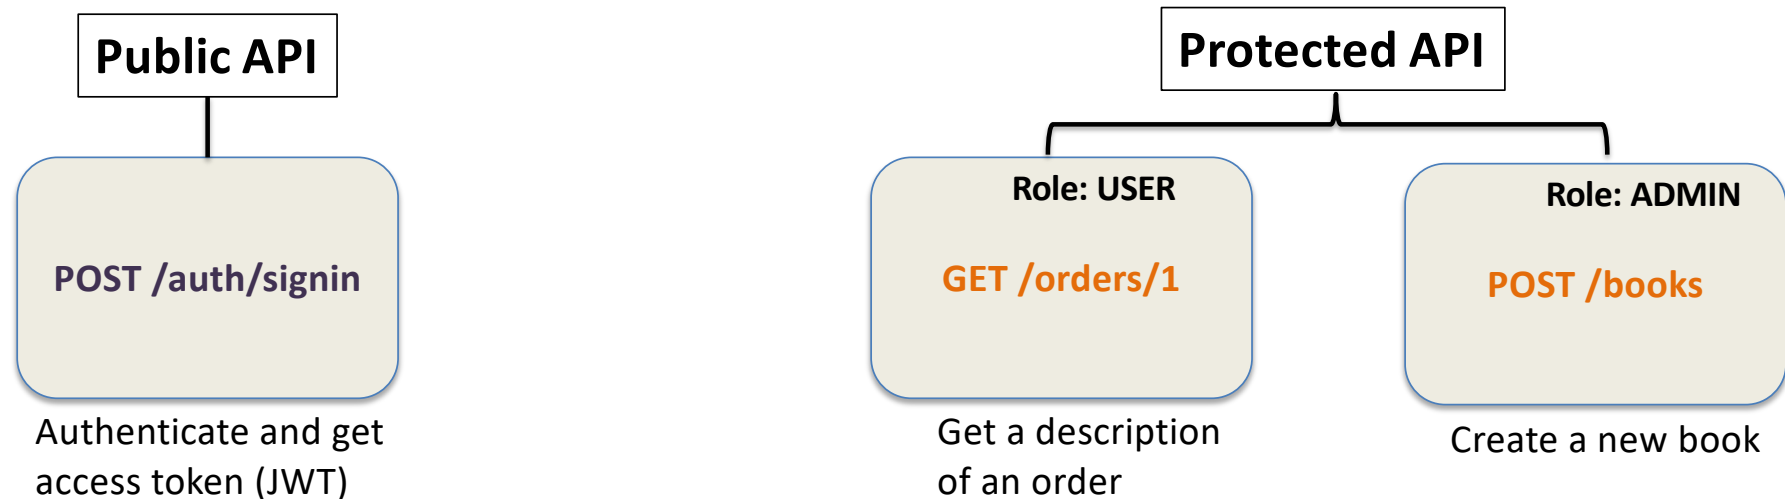 Public API
POST /auth/signin
Authenticate and get
access token (JWT)
Protected API
Role: USER
GET /orders/1
Get a description
of an order
Role: ADMIN
POST /books
Create a new book